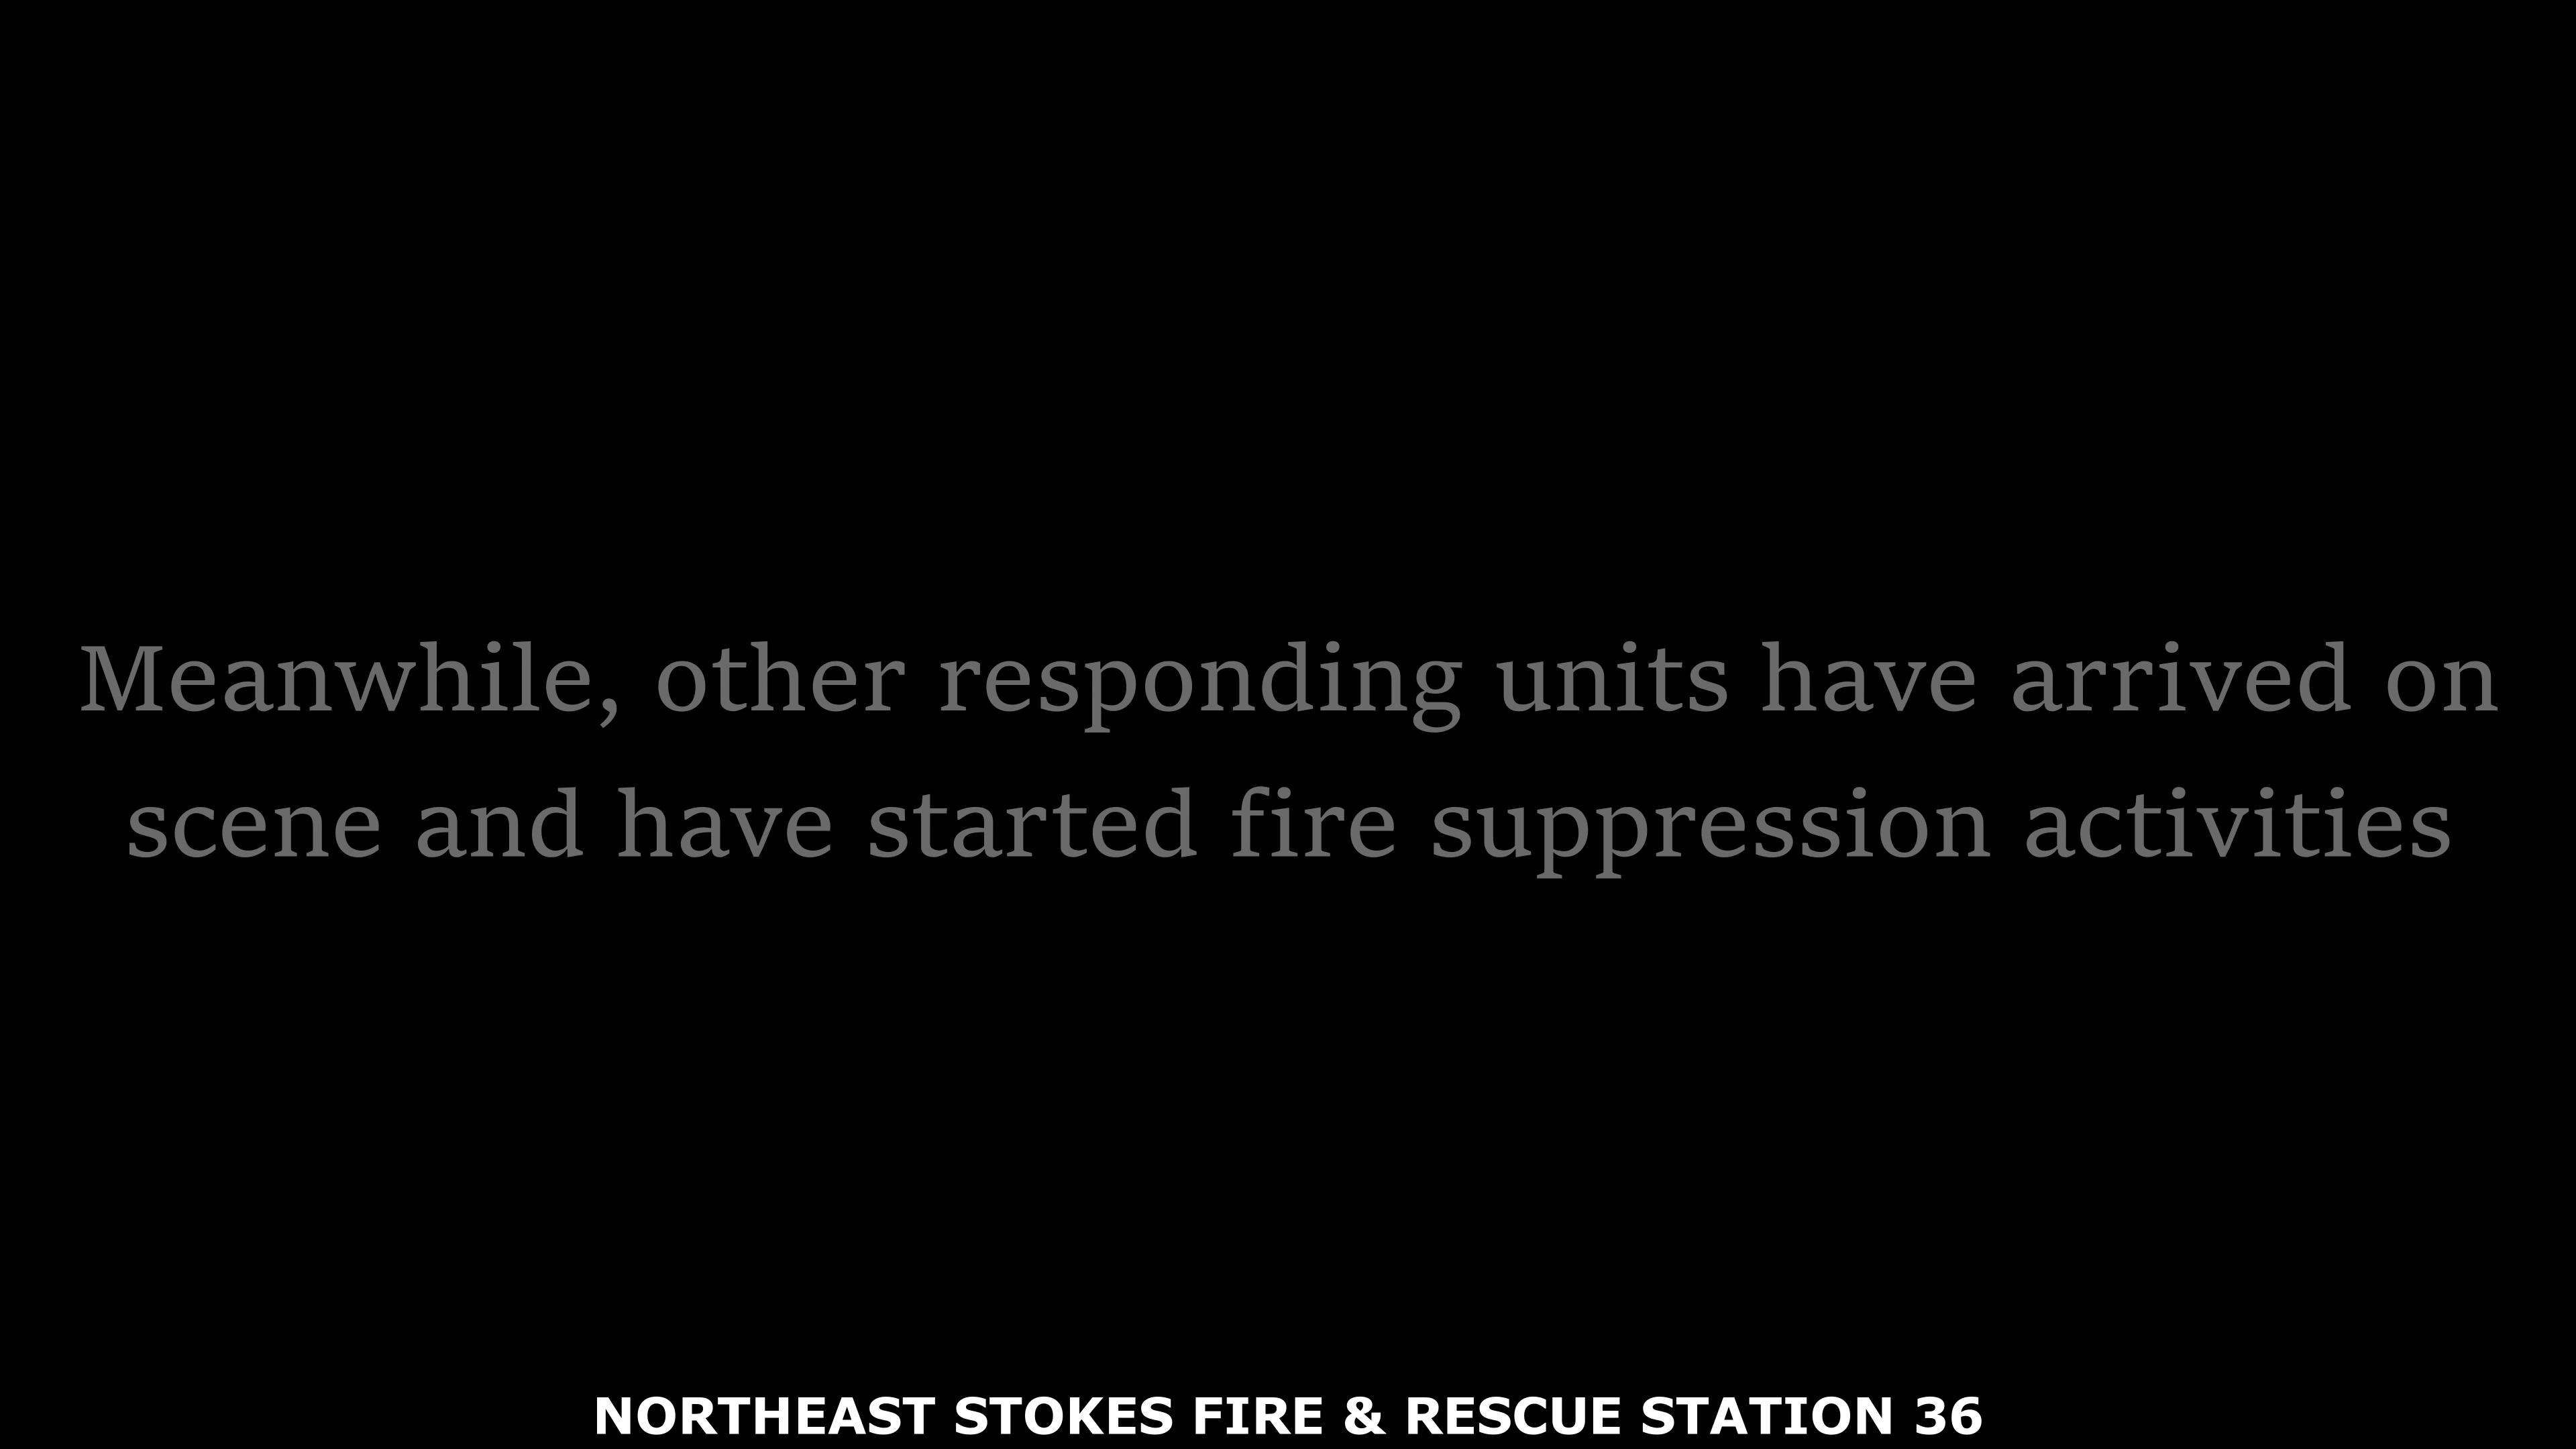 Meanwhile, other responding units have arrived on
scene and have started fire suppression activities
NORTHEAST STOKES FIRE & RESCUE STATION 36